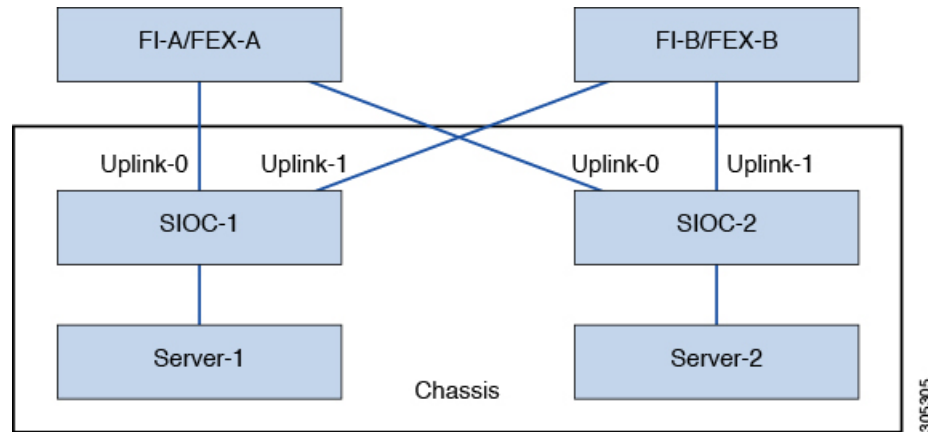 FI-A/FEX-A
FI-B/FEX-B
Uplink-0
Uplink-1
Uplink-0
Uplink-1
SIOC-1
SIOC-2
Server-1
Server-2
Chassis
305305